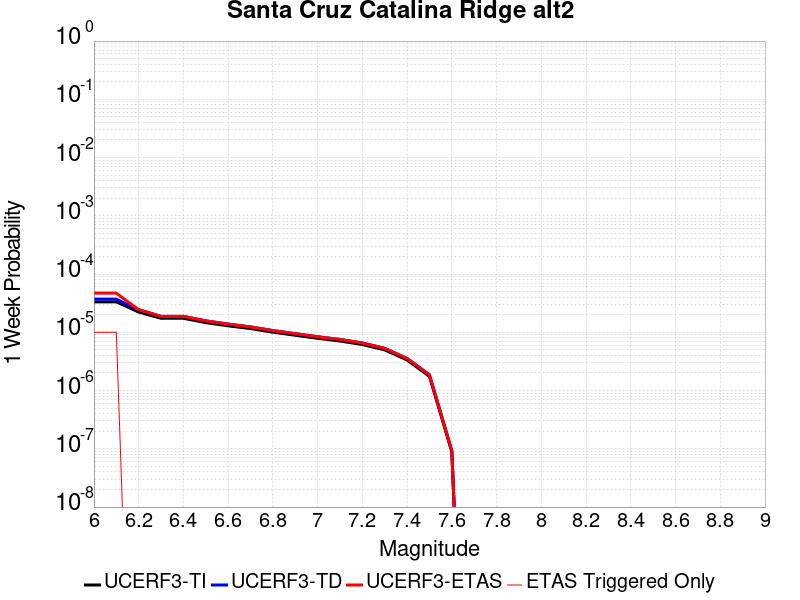 Santa Cruz Catalina Ridge alt2
10^0
10^-1
10^-2
10^-3
10^-4
10^-5
10^-6
10^-7
10^-8
1 Week Probability
6 6.2 6.4 6.6 6.8 7 7.2 7.4 7.6 7.8 8 8.2 8.4 8.6 8.8 9
Magnitude
UCERF3-TI UCERF3-TD UCERF3-ETAS ETAS Triggered Only